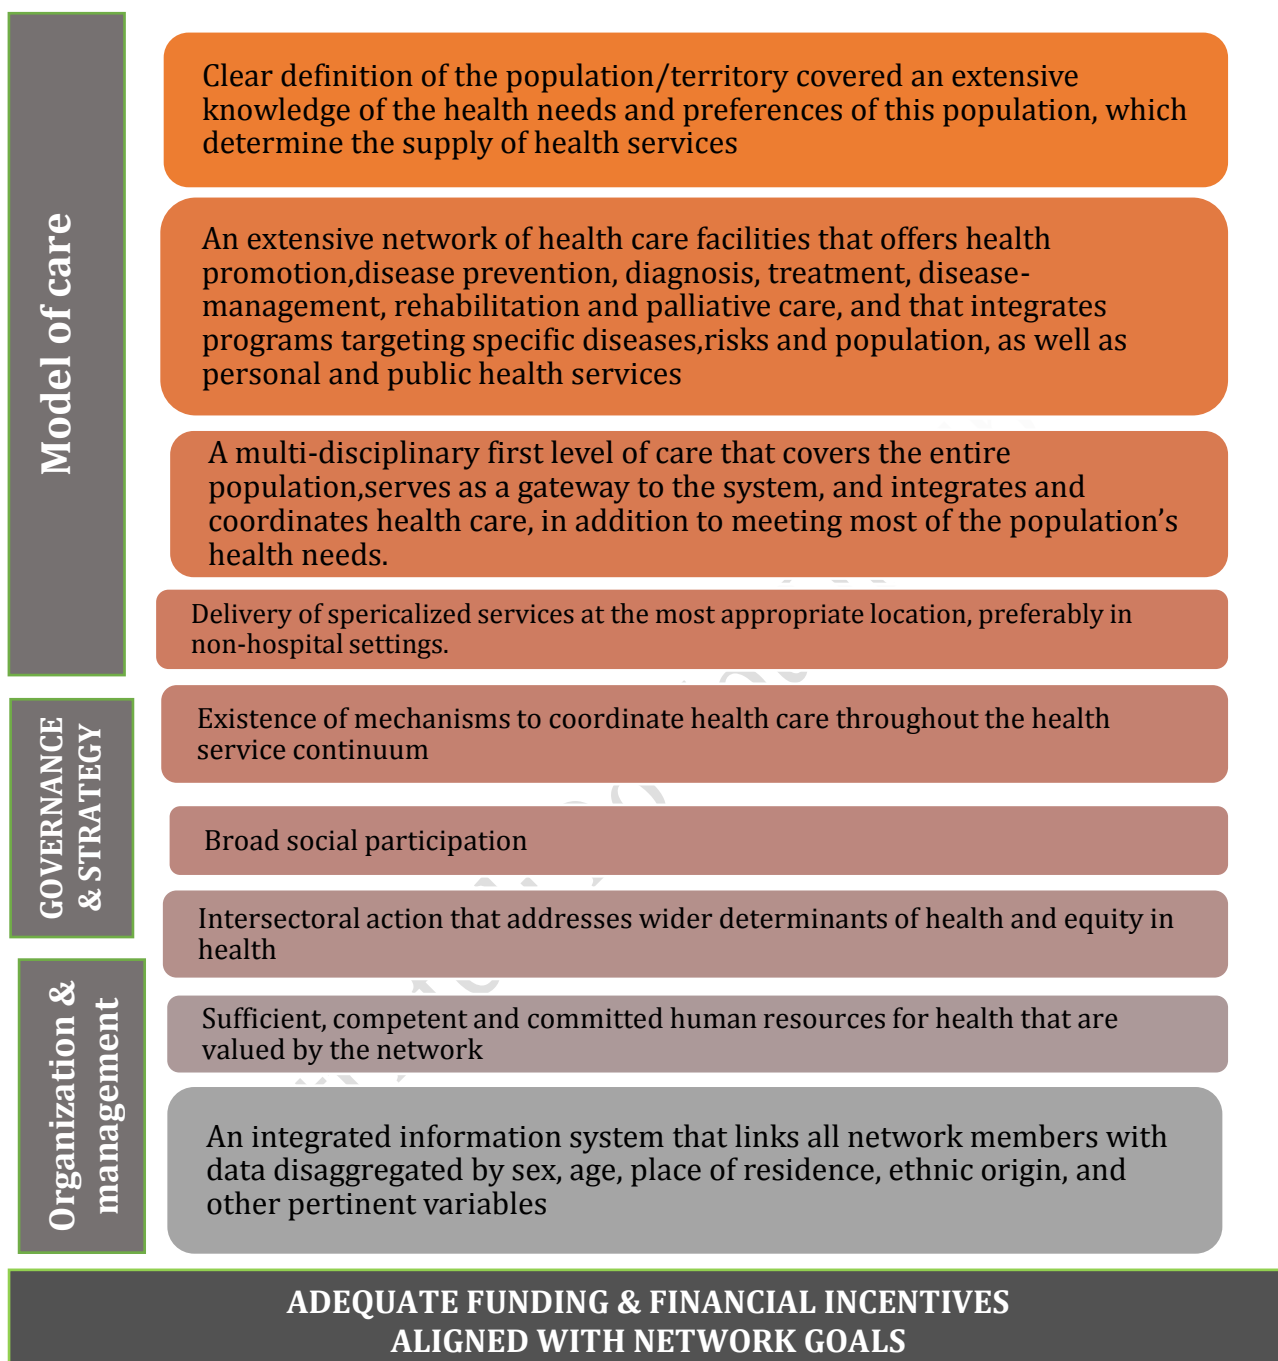 Model of care
Clear definition of the population/territory covered an extensive
knowledge of the health needs and preferences of this population, which
determine the supply of health services
An extensive network of health care facilities that offers health
promotion,disease prevention, diagnosis, treatment, disease-
management, rehabilitation and palliative care, and that integrates
programs targeting specific diseases,risks and population, as well as
personal and public health services
A multi-disciplinary first level of care that covers the entire
population,serves as a gateway to the system, and integrates and
coordinates health care, in addition to meeting most of the population’s
health needs.
Delivery of spericalized services at the most appropriate location, preferably in
non-hospital settings.
GOVERNANCE
& STRATEGY
Existence of mechanisms to coordinate health care throughout the health
service continuum
Broad social participation
Intersectoral action that addresses wider determinants of health and equity in
health
Organization &
management
Sufficient, competent and committed human resources for health that are
valued by the network
An integrated information system that links all network members with
data disaggregated by sex, age, place of residence, ethnic origin, and
other pertinent variables
ADEQUATE FUNDING & FINANCIAL INCENTIVES
ALIGNED WITH NETWORK GOALS